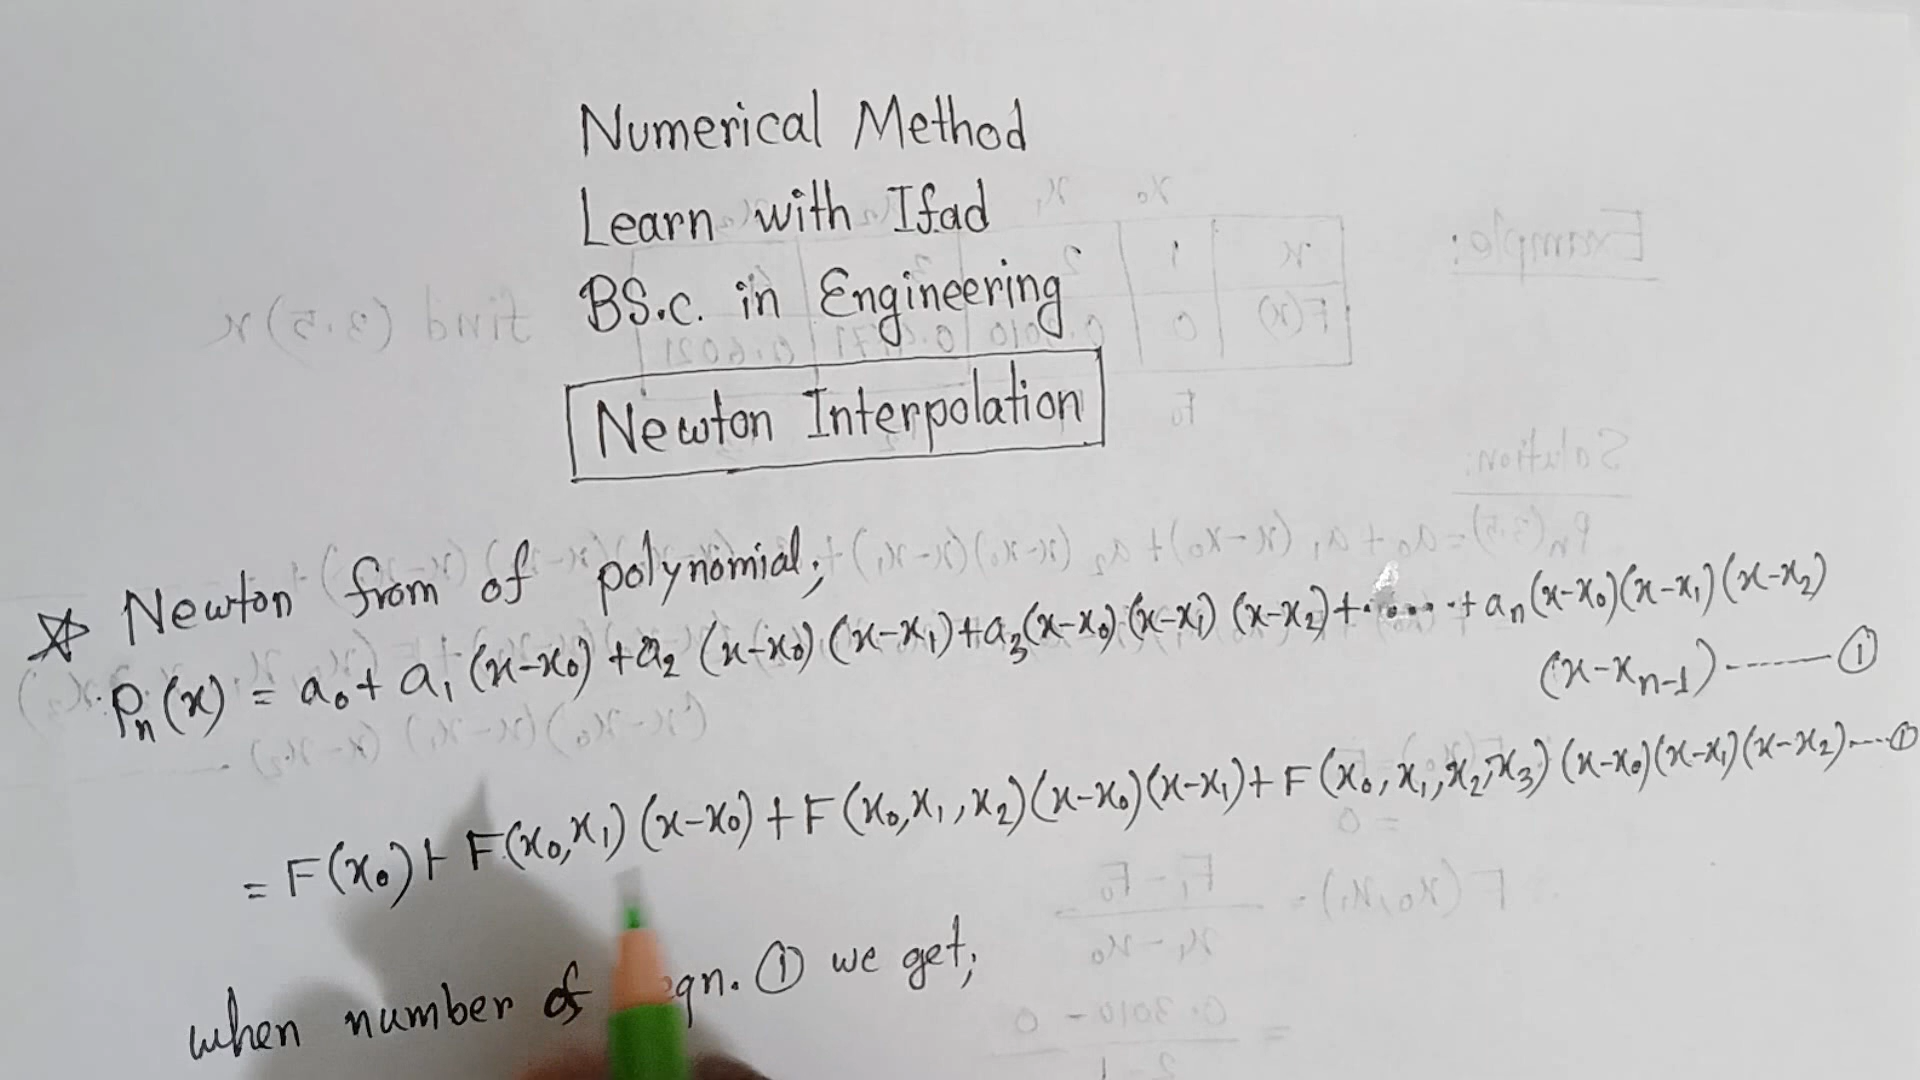 Numerical Method
Learn with Ifad
BS.c. in Engineering
Newton Interpolation
☆ Newton from of polynomial;
Pn(x) = a₀+ a₁ (x-x₀) +a₂ (x-x₀) (x-x₁)+a₃(x-x₀) (x-x₁) (x-x₂)+......+ aₙ(x-x₀)(x-x₁)(x-x₂)
(x-xₙ₋₁)-------①
= F(x₀)+ F(x₀,x₁) (x-x₀) + F (x₀,x₁,x₂)(x-x₀)(x-x₁)+ F (x₀,x₁,x₂,x₃) (x-x₀)(x-x₁)(x-x₂)----①
when number of eqn. ① we get;